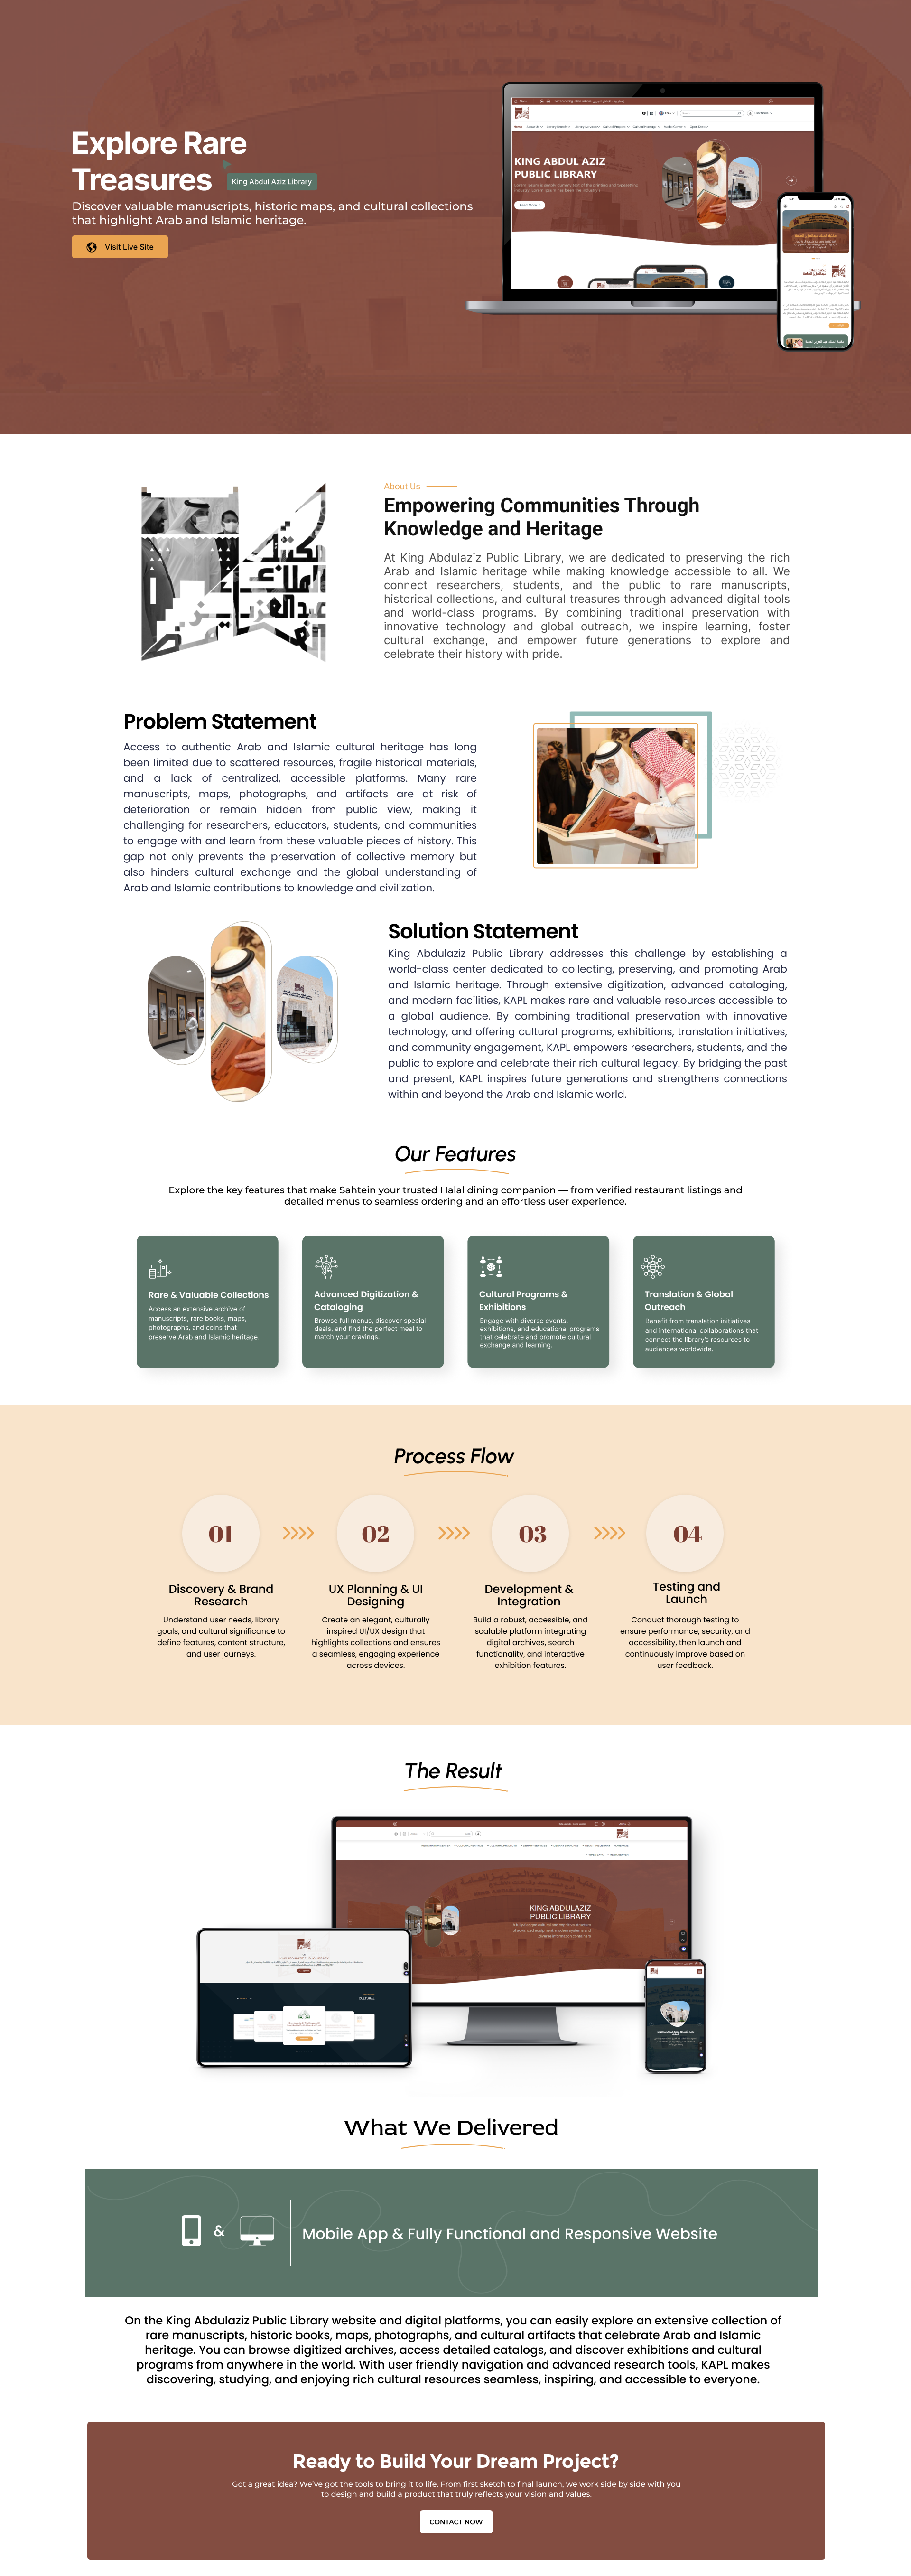 KING ABDULAZIZ PUBLIC
Explore Rare
Treasures
King Abdul Aziz Library
Discover valuable manuscripts, historic maps, and cultural collections
that highlight Arab and Islamic heritage.
Visit Live Site
KING ABDUL AZIZ
PUBLIC LIBRARY
Read More
About Us
Empowering Communities Through
Knowledge and Heritage
At King Abdulaziz Public Library, we are dedicated to preserving the rich
Arab and Islamic heritage while making knowledge accessible to all. We
connect researchers, students, and the public to rare manuscripts,
historical collections, and cultural treasures through advanced digital tools
and world-class programs. By combining traditional preservation with
innovative technology and global outreach, we inspire learning, foster
cultural exchange, and empower future generations to explore and
celebrate their history with pride.
Problem Statement
Access to authentic Arab and Islamic cultural heritage has long
been limited due to scattered resources, fragile historical materials,
and a lack of centralized, accessible platforms. Many rare
manuscripts, maps, photographs, and artifacts are at risk of
deterioration or remain hidden from public view, making it
challenging for researchers, educators, students, and communities
to engage with and learn from these valuable pieces of history. This
gap not only prevents the preservation of collective memory but
also hinders cultural exchange and the global understanding of
Arab and Islamic contributions to knowledge and civilization.
Solution Statement
King Abdulaziz Public Library addresses this challenge by establishing a
world-class center dedicated to collecting, preserving, and promoting Arab
and Islamic heritage. Through extensive digitization, advanced cataloging,
and modern facilities, KAPL makes rare and valuable resources accessible to
a global audience. By combining traditional preservation with innovative
technology, and offering cultural programs, exhibitions, translation initiatives,
and community engagement, KAPL empowers researchers, students, and the
public to explore and celebrate their rich cultural legacy. By bridging the past
and present, KAPL inspires future generations and strengthens connections
within and beyond the Arab and Islamic world.
Our Features
Explore the key features that make Sahtein your trusted Halal dining companion — from verified restaurant listings and
detailed menus to seamless ordering and an effortless user experience.
Rare & Valuable Collections
Access an extensive archive of
manuscripts, rare books, maps,
photographs, and coins that
preserve Arab and Islamic heritage.
Advanced Digitization &
Cataloging
Browse full menus, discover special
deals, and find the perfect meal to
match your cravings.
Cultural Programs &
Exhibitions
Engage with diverse events,
exhibitions, and educational programs
that celebrate and promote cultural
exchange and learning.
Translation & Global
Outreach
Benefit from translation initiatives
and international collaborations that
connect the library's resources to
audiences worldwide.
Process Flow
01
02
03
04
Discovery & Brand
Research
Understand user needs, library
goals, and cultural significance to
define features, content structure,
and user journeys.
UX Planning & UI
Designing
Create an elegant, culturally
inspired UI/UX design that
highlights collections and ensures
a seamless, engaging experience
across devices.
Development &
Integration
Build a robust, accessible, and
scalable platform integrating
digital archives, search
functionality, and interactive
exhibition features.
Testing and
Launch
Conduct thorough testing to
ensure performance, security, and
accessibility, then launch and
continuously improve based on
user feedback.
The Result
KING ABDULAZIZ
PUBLIC LIBRARY
What We Delivered
&
Mobile App & Fully Functional and Responsive Website
On the King Abdulaziz Public Library website and digital platforms, you can easily explore an extensive collection of
rare manuscripts, historic books, maps, photographs, and cultural artifacts that celebrate Arab and Islamic
heritage. You can browse digitized archives, access detailed catalogs, and discover exhibitions and cultural
programs from anywhere in the world. With user friendly navigation and advanced research tools, KAPL makes
discovering, studying, and enjoying rich cultural resources seamless, inspiring, and accessible to everyone.
Ready to Build Your Dream Project?
Got a great idea? We've got the tools to bring it to life. From first sketch to final launch, we work side by side with you
to design and build a product that truly reflects your vision and values.
CONTACT NOW